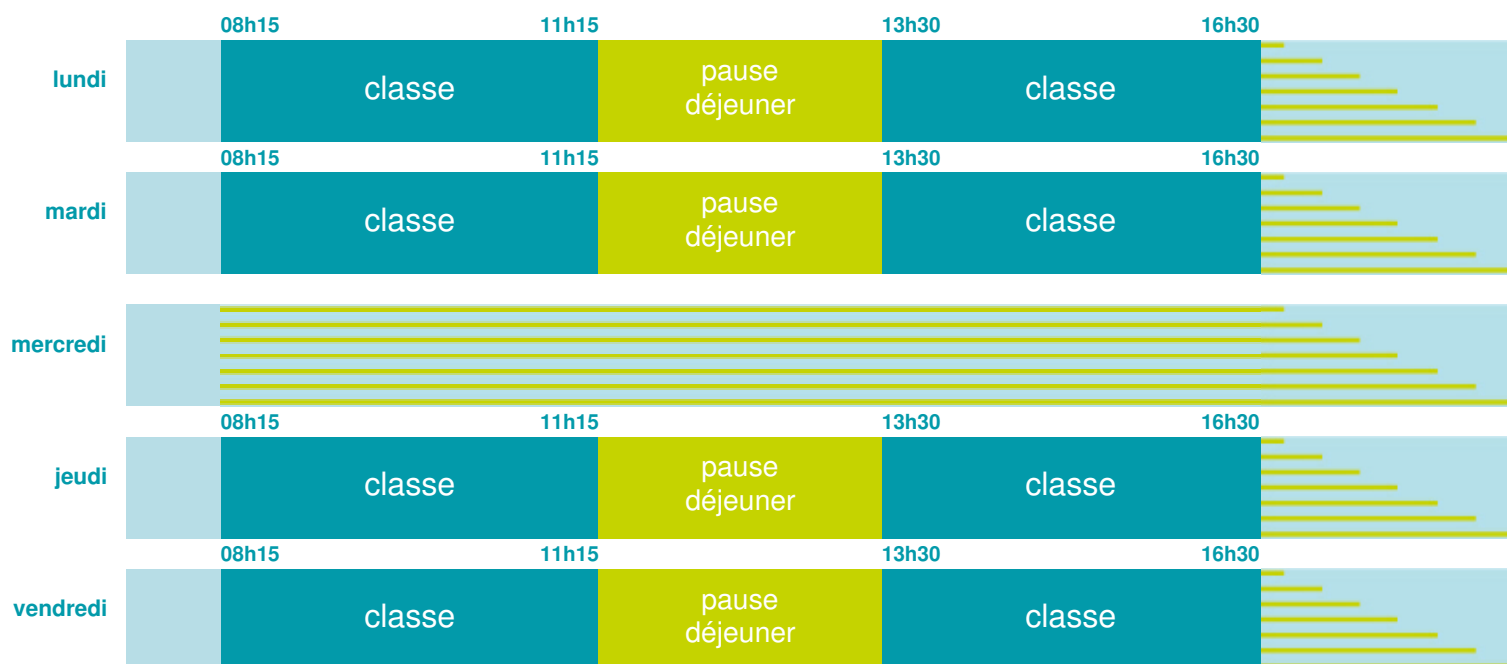 08h15 11h15 13h30 16h30
lundi
classe
pause
déjeuner
classe
08h15 11h15 13h30 16h30
mardi
classe
pause
déjeuner
classe
mercredi
08h15 11h15 13h30 16h30
jeudi
classe
pause
déjeuner
classe
08h15 11h15 13h30 16h30
vendredi
classe
pause
déjeuner
classe